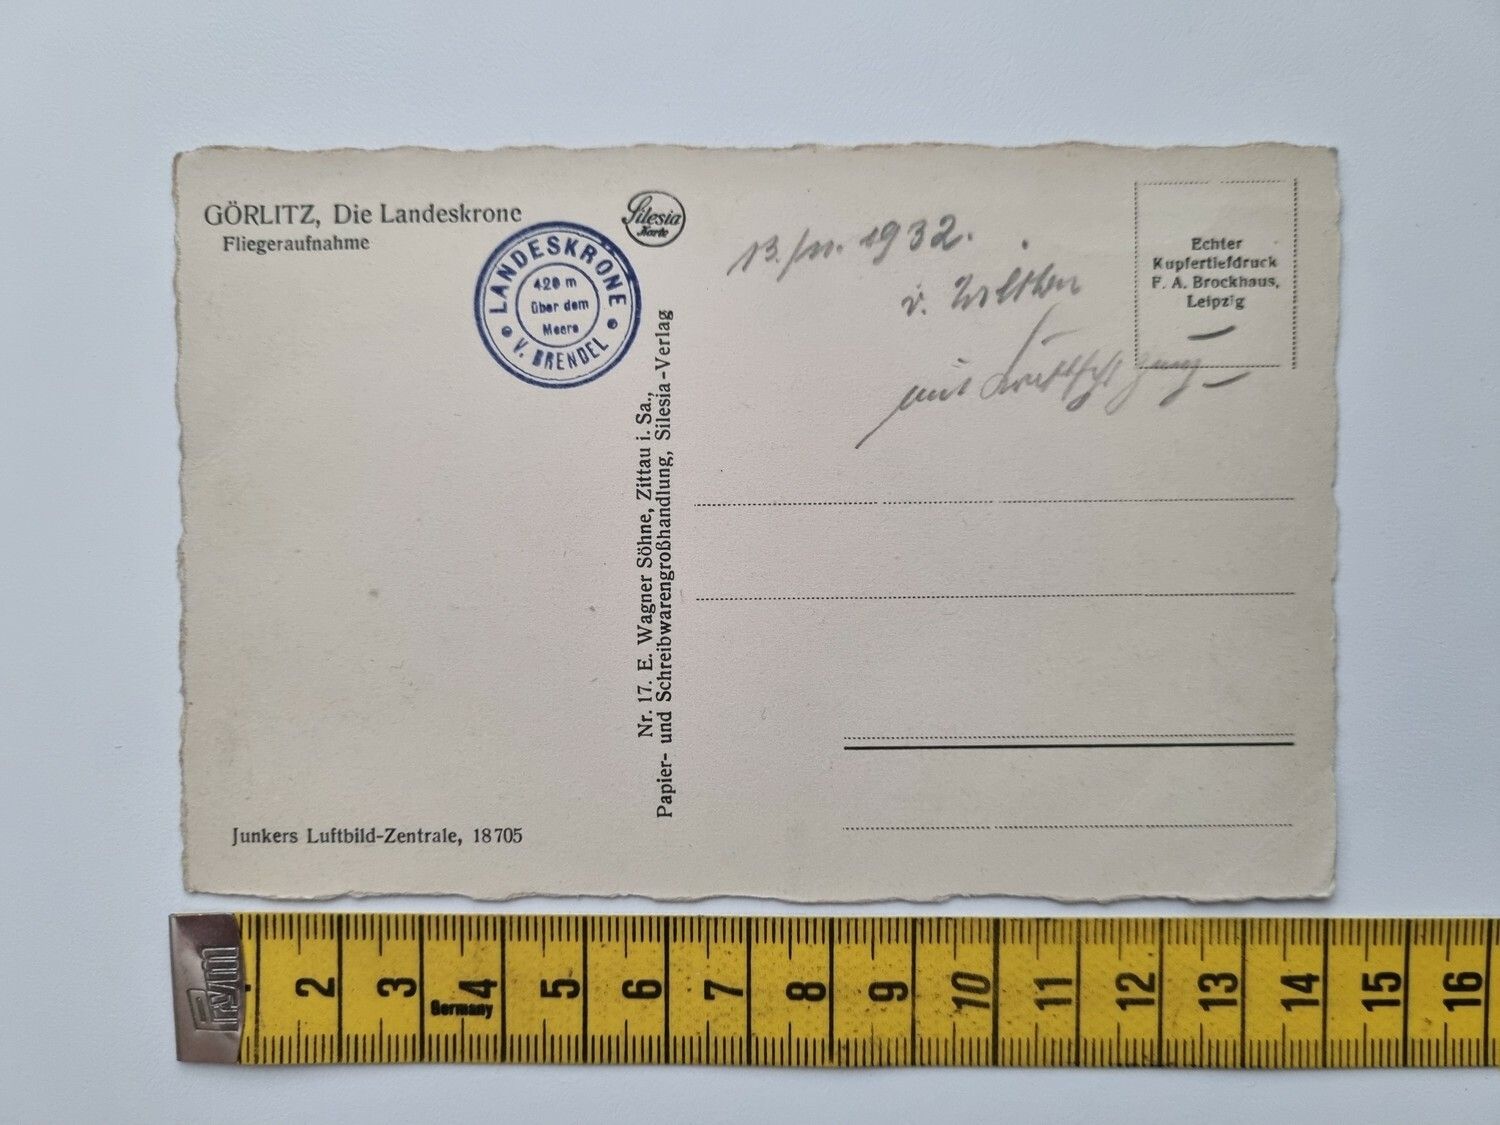 GÖRLITZ, Die Landeskrone
Fliegeraufnahme
LANDESKRONE
420 m
über dem
Meere
V. BRENDEL
Silesia
Karte
Nr. 17. E. Wagner Söhne, Zittau i. Sa.,
Papier- und Schreibwarengroßhandlung, Silesia-Verlag
Junkers Luftbild-Zentrale, 18705
1932.
v.
mit
Echter
Kupfertiefdruck
F. A. Brockhaus,
Leipzig
Prym
2 3 4 5 6 7 8 9 10 11 12 13 14 15 16
Germany